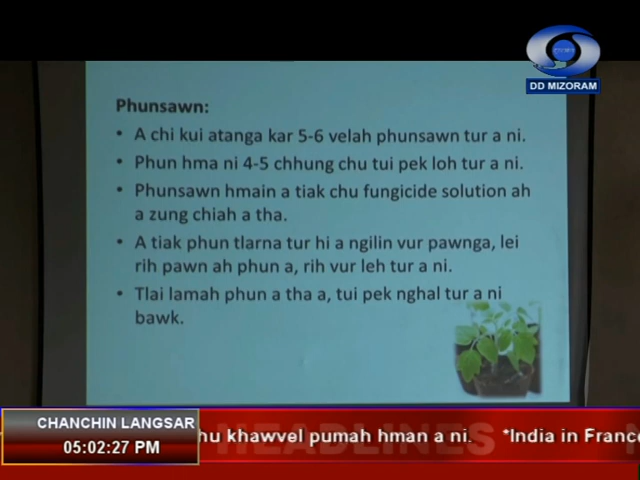 DD MIZORAM
Phunsawn:
• A chi kui atanga kar 5-6 velah phunsawn tur a ni.
• Phun hma ni 4-5 chhung chu tui pek loh tur a ni.
• Phunsawn hmain a tiak chu fungicide solution ah
a zung chiah a tha.
• A tiak phun tlarna tur hi a ngilin vur pawnga, lei
rih pawn ah phun a, rih vur leh tur a ni.
• Tlai lamah phun a tha a, tui pek nghal tur a ni
bawk.
CHANCHIN LANGSAR
05:02:27 PM
hu khawvel pumah hman a ni. *India in France
HEADLINES